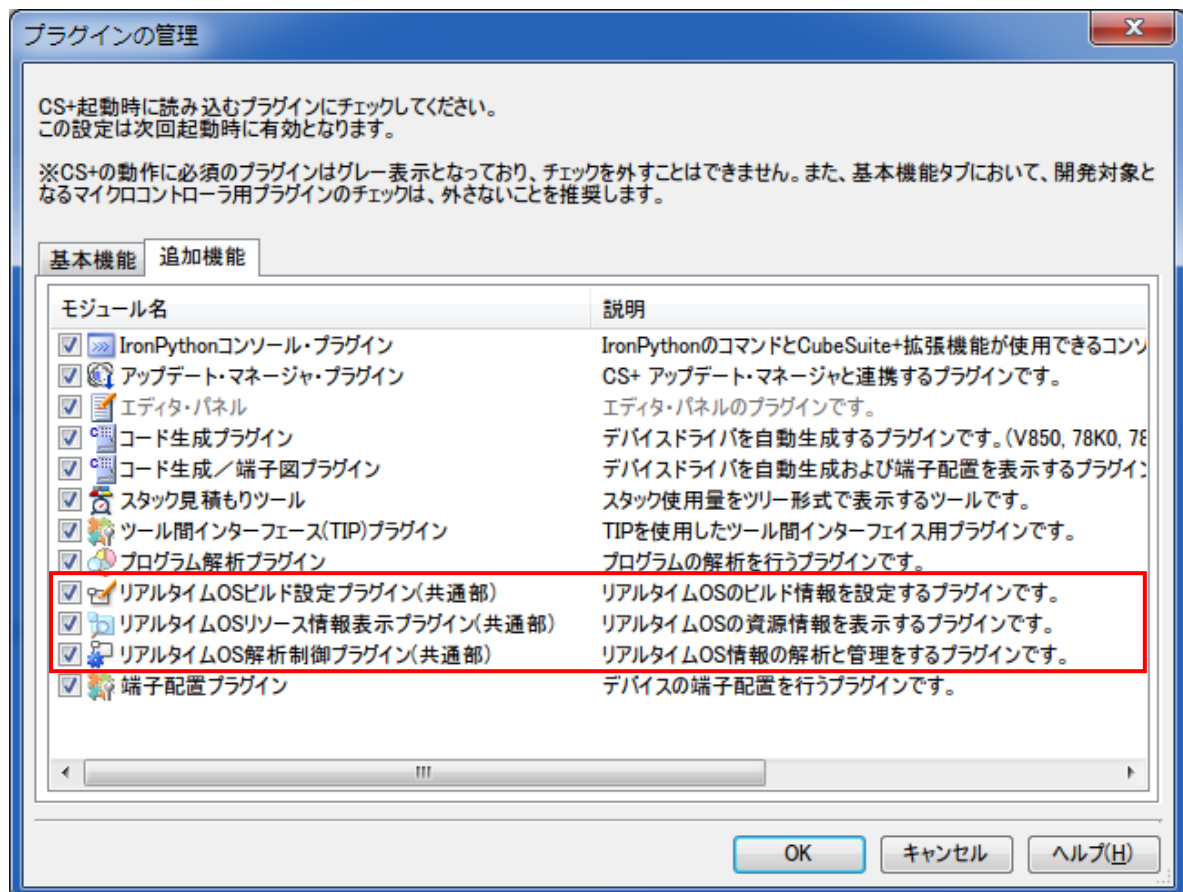 プラグインの管理
CS+起動時に読み込むプラグインにチェックしてください。
この設定は次回起動時に有効となります。
※CS+の動作に必須のプラグインはグレー表示となっており、チェックを外すことはできません。また、基本機能タブにおいて、開発対象と
なるマイクロコントローラ用プラグインのチェックは、外さないことを推奨します。
基本機能 追加機能
モジュール名 説明
IronPythonコンソール・プラグイン IronPythonのコマンドとCubeSuite+拡張機能が使用できるコンソ
アップデート・マネージャ・プラグイン CS+ アップデート・マネージャと連携するプラグインです。
エディタ・パネル エディタ・パネルのプラグインです。
コード生成プラグイン デバイスドライバを自動生成するプラグインです。(V850, 78K0, 78
コード生成／端子図プラグイン デバイスドライバを自動生成および端子配置を表示するプラグイン
スタック見積もりツール スタック使用量をツリー形式で表示するツールです。
ツール間インターフェース(TIP)プラグイン TIPを使用したツール間インターフェイス用プラグインです。
プログラム解析プラグイン プログラムの解析を行うプラグインです。
リアルタイムOSビルド設定プラグイン(共通部) リアルタイムOSのビルド情報を設定するプラグインです。
リアルタイムOSリソース情報表示プラグイン(共通部) リアルタイムOSの資源情報を表示するプラグインです。
リアルタイムOS解析制御プラグイン(共通部) リアルタイムOS情報の解析と管理をするプラグインです。
端子配置プラグイン デバイスの端子配置を行うプラグインです。
OK キャンセル ヘルプ(H)